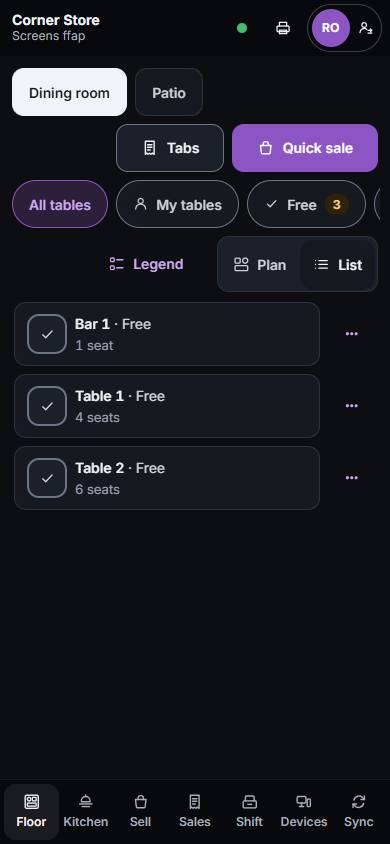 Corner Store
Screens ffap
RO
Dining room
Patio
Tabs
Quick sale
All tables
My tables
Free 3
Legend
Plan
List
Bar 1 · Free
1 seat
Table 1 · Free
4 seats
Table 2 · Free
6 seats
Floor
Kitchen
Sell
Sales
Shift
Devices
Sync